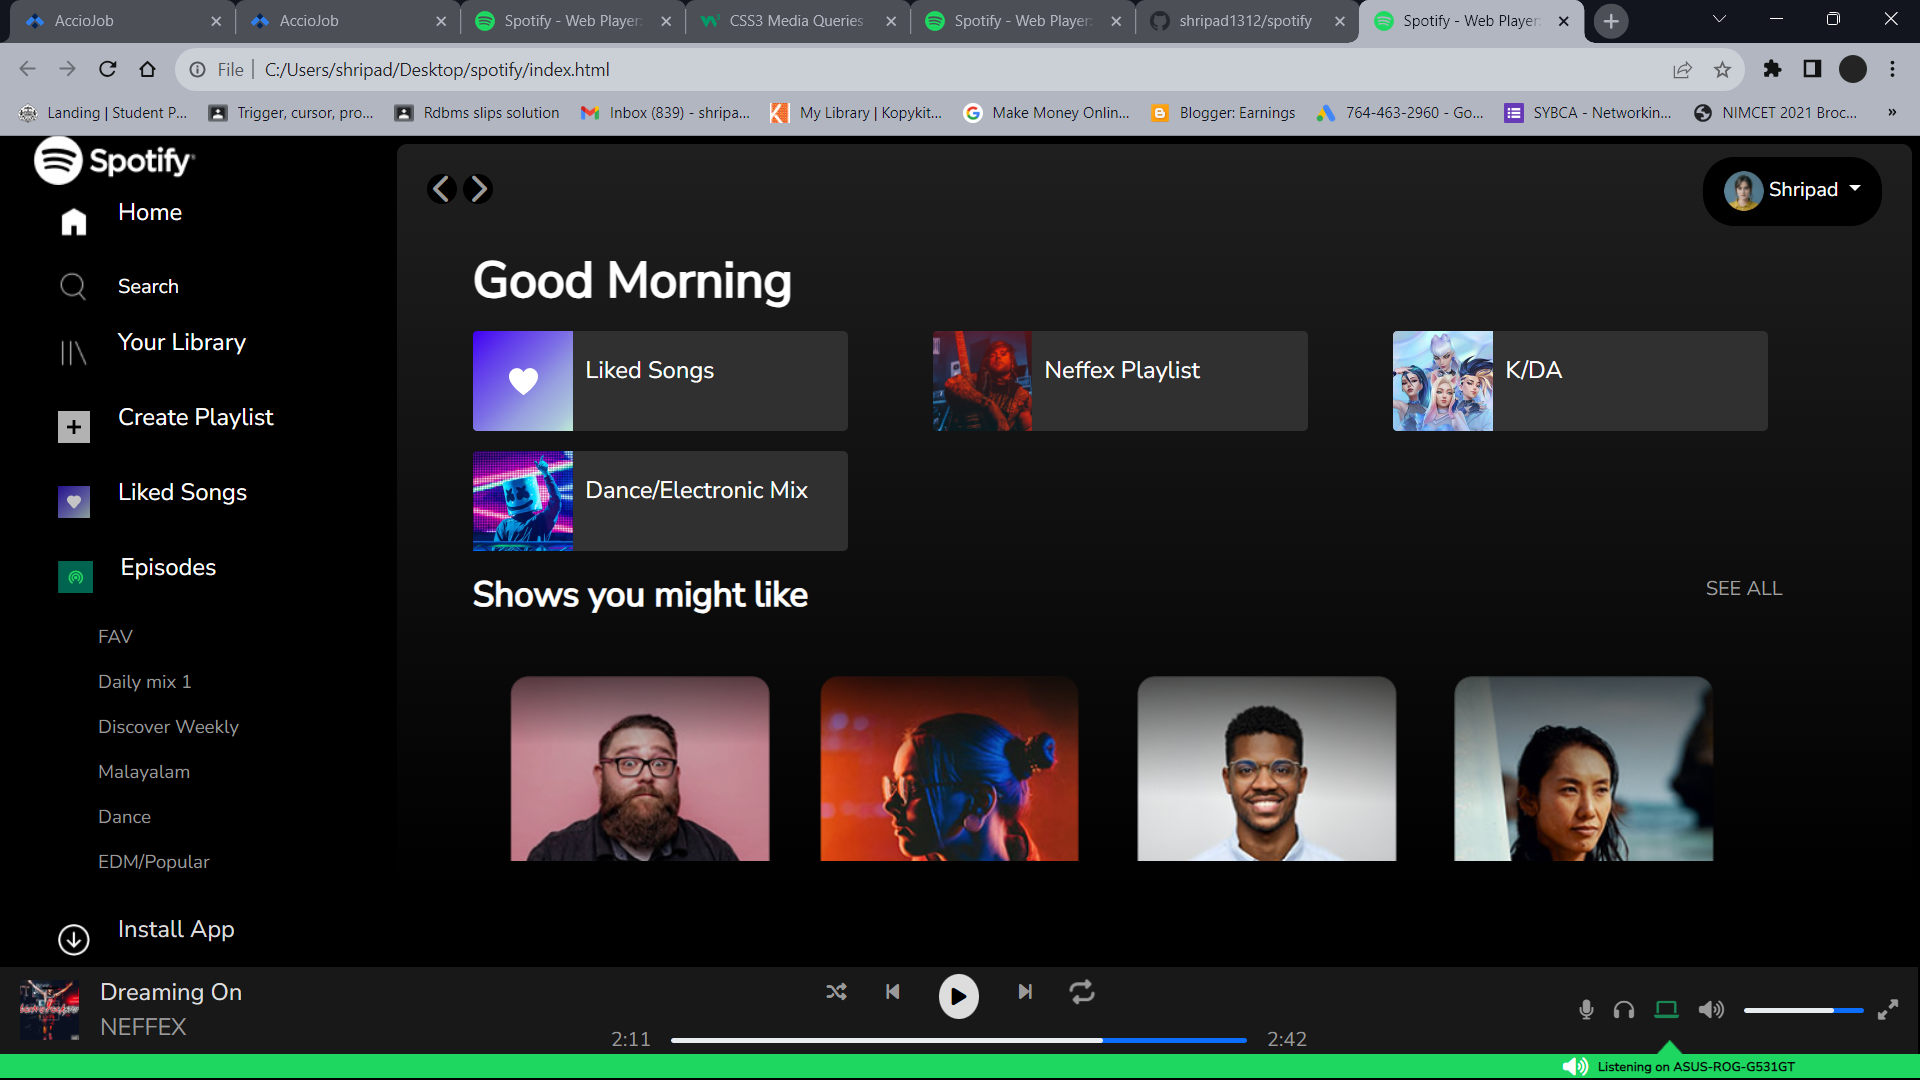 AccioJob
AccioJob
Spotify - Web Player:
CSS3 Media Queries
Spotify - Web Player:
shripad1312/spotify
Spotify - Web Player:
File
C:/Users/shripad/Desktop/spotify/index.html
Landing | Student P...
Trigger, cursor, pro...
Rdbms slips solution
Inbox (839) - shripa...
My Library | Kopykit...
Make Money Onlin...
Blogger: Earnings
764-463-2960 - Go...
SYBCA - Networkin...
NIMCET 2021 Broc...
»
Spotify
Home
Search
Your Library
Create Playlist
Liked Songs
Episodes
FAV
Daily mix 1
Discover Weekly
Malayalam
Dance
EDM/Popular
Install App
Shripad
Good Morning
Liked Songs
Neffex Playlist
K/DA
Dance/Electronic Mix
Shows you might like
SEE ALL
Dreaming On
NEFFEX
2:11
2:42
Listening on ASUS-ROG-G531GT